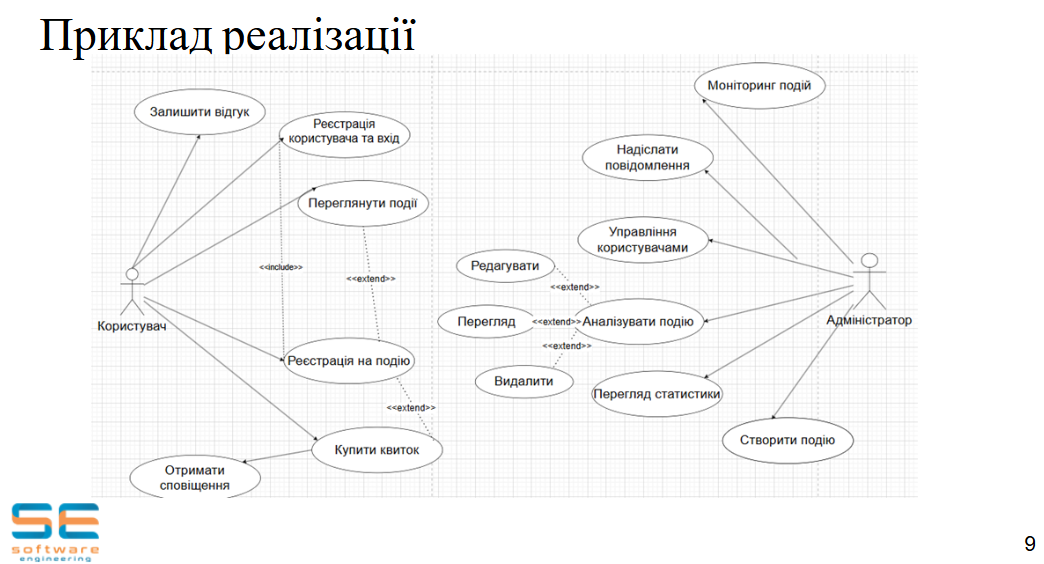 Приклад реалізації
Залишити відгук
Реєстрація
користувача та вхід
Переглянути події
<<include>>
<<extend>>
Користувач
Реєстрація на подію
<<extend>>
Купити квиток
Отримати
сповіщення
Моніторинг подій
Надіслати
повідомлення
Управління
користувачами
Редагувати
<<extend>>
Перегляд
<<extend>>
Аналізувати подію
<<extend>>
Видалити
Адміністратор
Перегляд статистики
Створити подію
SE
software
engineering
9